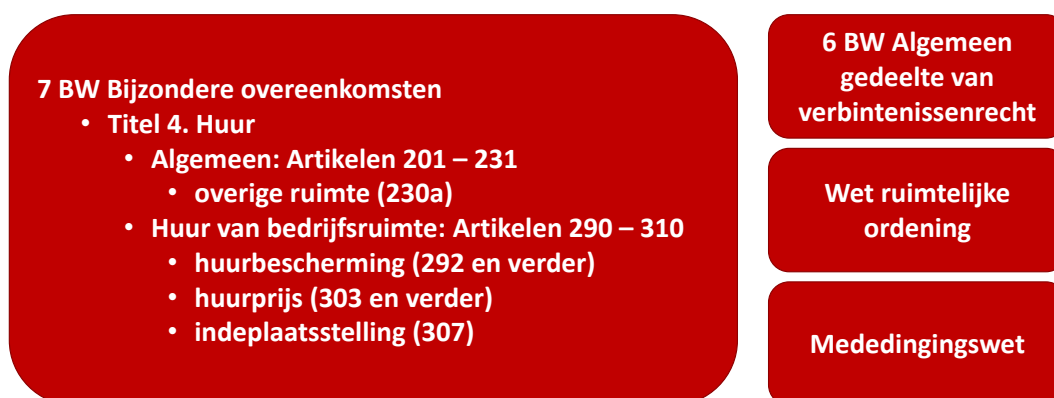 7 BW Bijzondere overeenkomsten
• Titel 4. Huur
• Algemeen: Artikelen 201 – 231
• overige ruimte (230a)
• Huur van bedrijfsruimte: Artikelen 290 – 310
• huurbescherming (292 en verder)
• huurprijs (303 en verder)
• indeplaatsstelling (307)
6 BW Algemeen
gedeelte van
verbintenissenrecht
Wet ruimtelijke
ordening
Mededingingswet